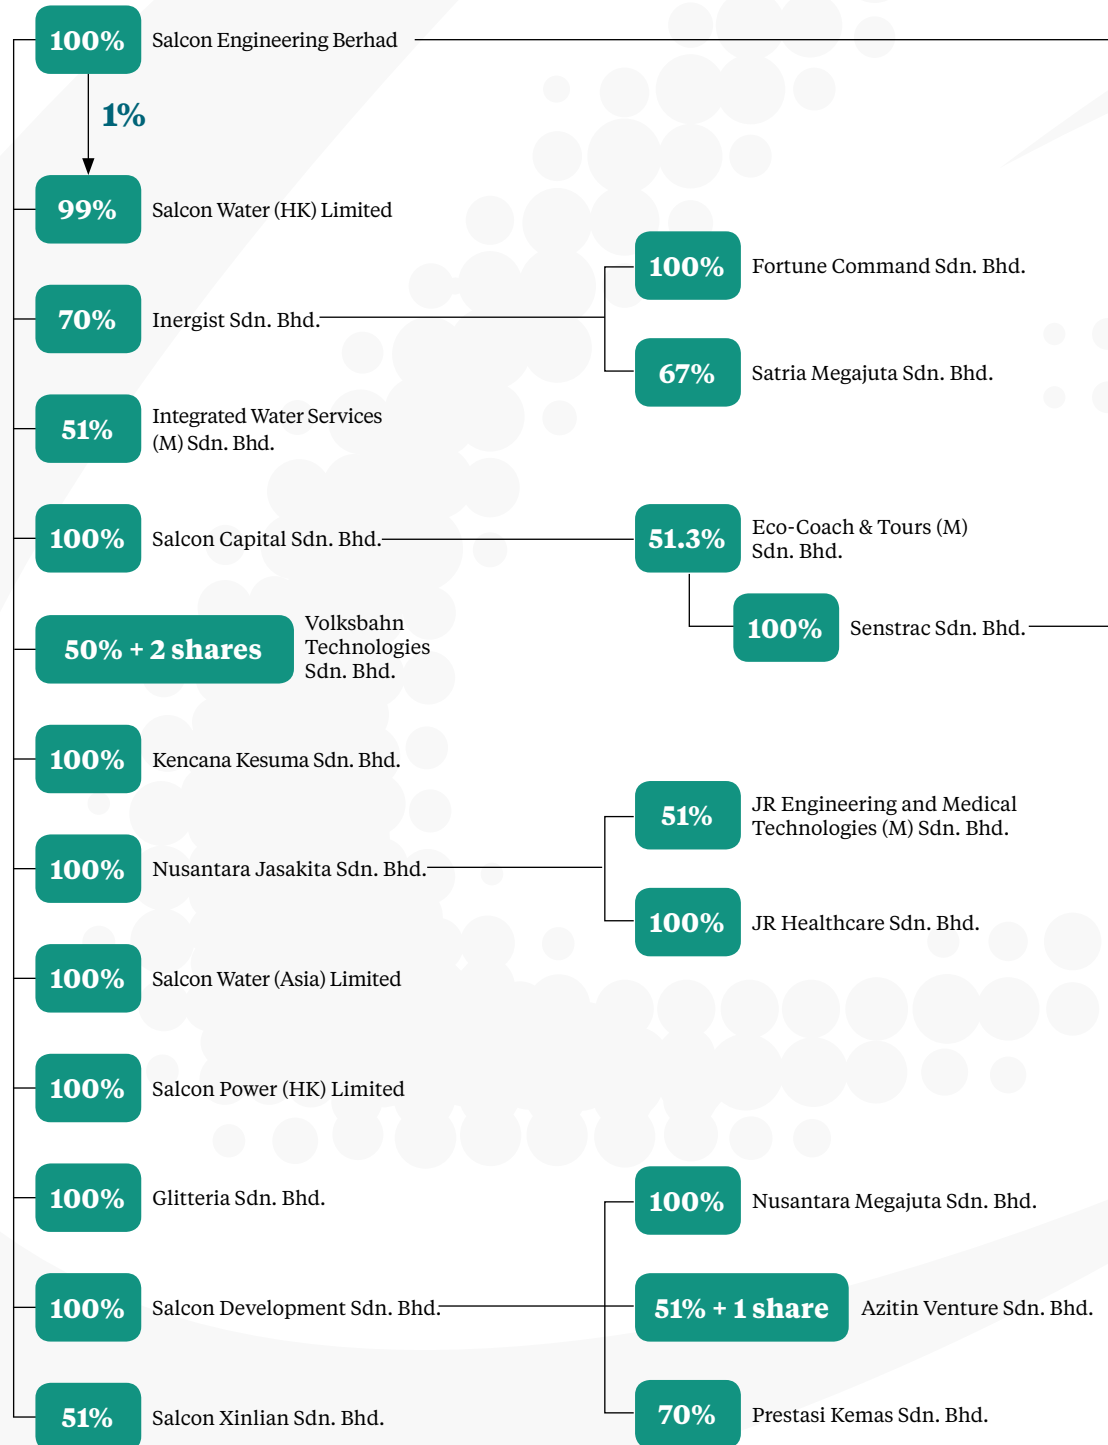 100% Salcon Engineering Berhad
1%
99% Salcon Water (HK) Limited
100% Fortune Command Sdn. Bhd.
70% Inergist Sdn. Bhd.
67% Satria Megajuta Sdn. Bhd.
51%
Integrated Water Services
(M) Sdn. Bhd.
100% Salcon Capital Sdn. Bhd.
51.3%
Eco-Coach & Tours (M)
Sdn. Bhd.
100% Senstrac Sdn. Bhd.
50% + 2 shares
Volksbahn
Technologies
Sdn. Bhd.
100% Kencana Kesuma Sdn. Bhd.
51%
JR Engineering and Medical
Technologies (M) Sdn. Bhd.
100% Nusantara Jasakita Sdn. Bhd.
100% JR Healthcare Sdn. Bhd.
100% Salcon Water (Asia) Limited
100% Salcon Power (HK) Limited
100% Glitteria Sdn. Bhd.
100% Nusantara Megajuta Sdn. Bhd.
100% Salcon Development Sdn. Bhd.
51% + 1 share Azitin Venture Sdn. Bhd.
51% Salcon Xinlian Sdn. Bhd.
70% Prestasi Kemas Sdn. Bhd.